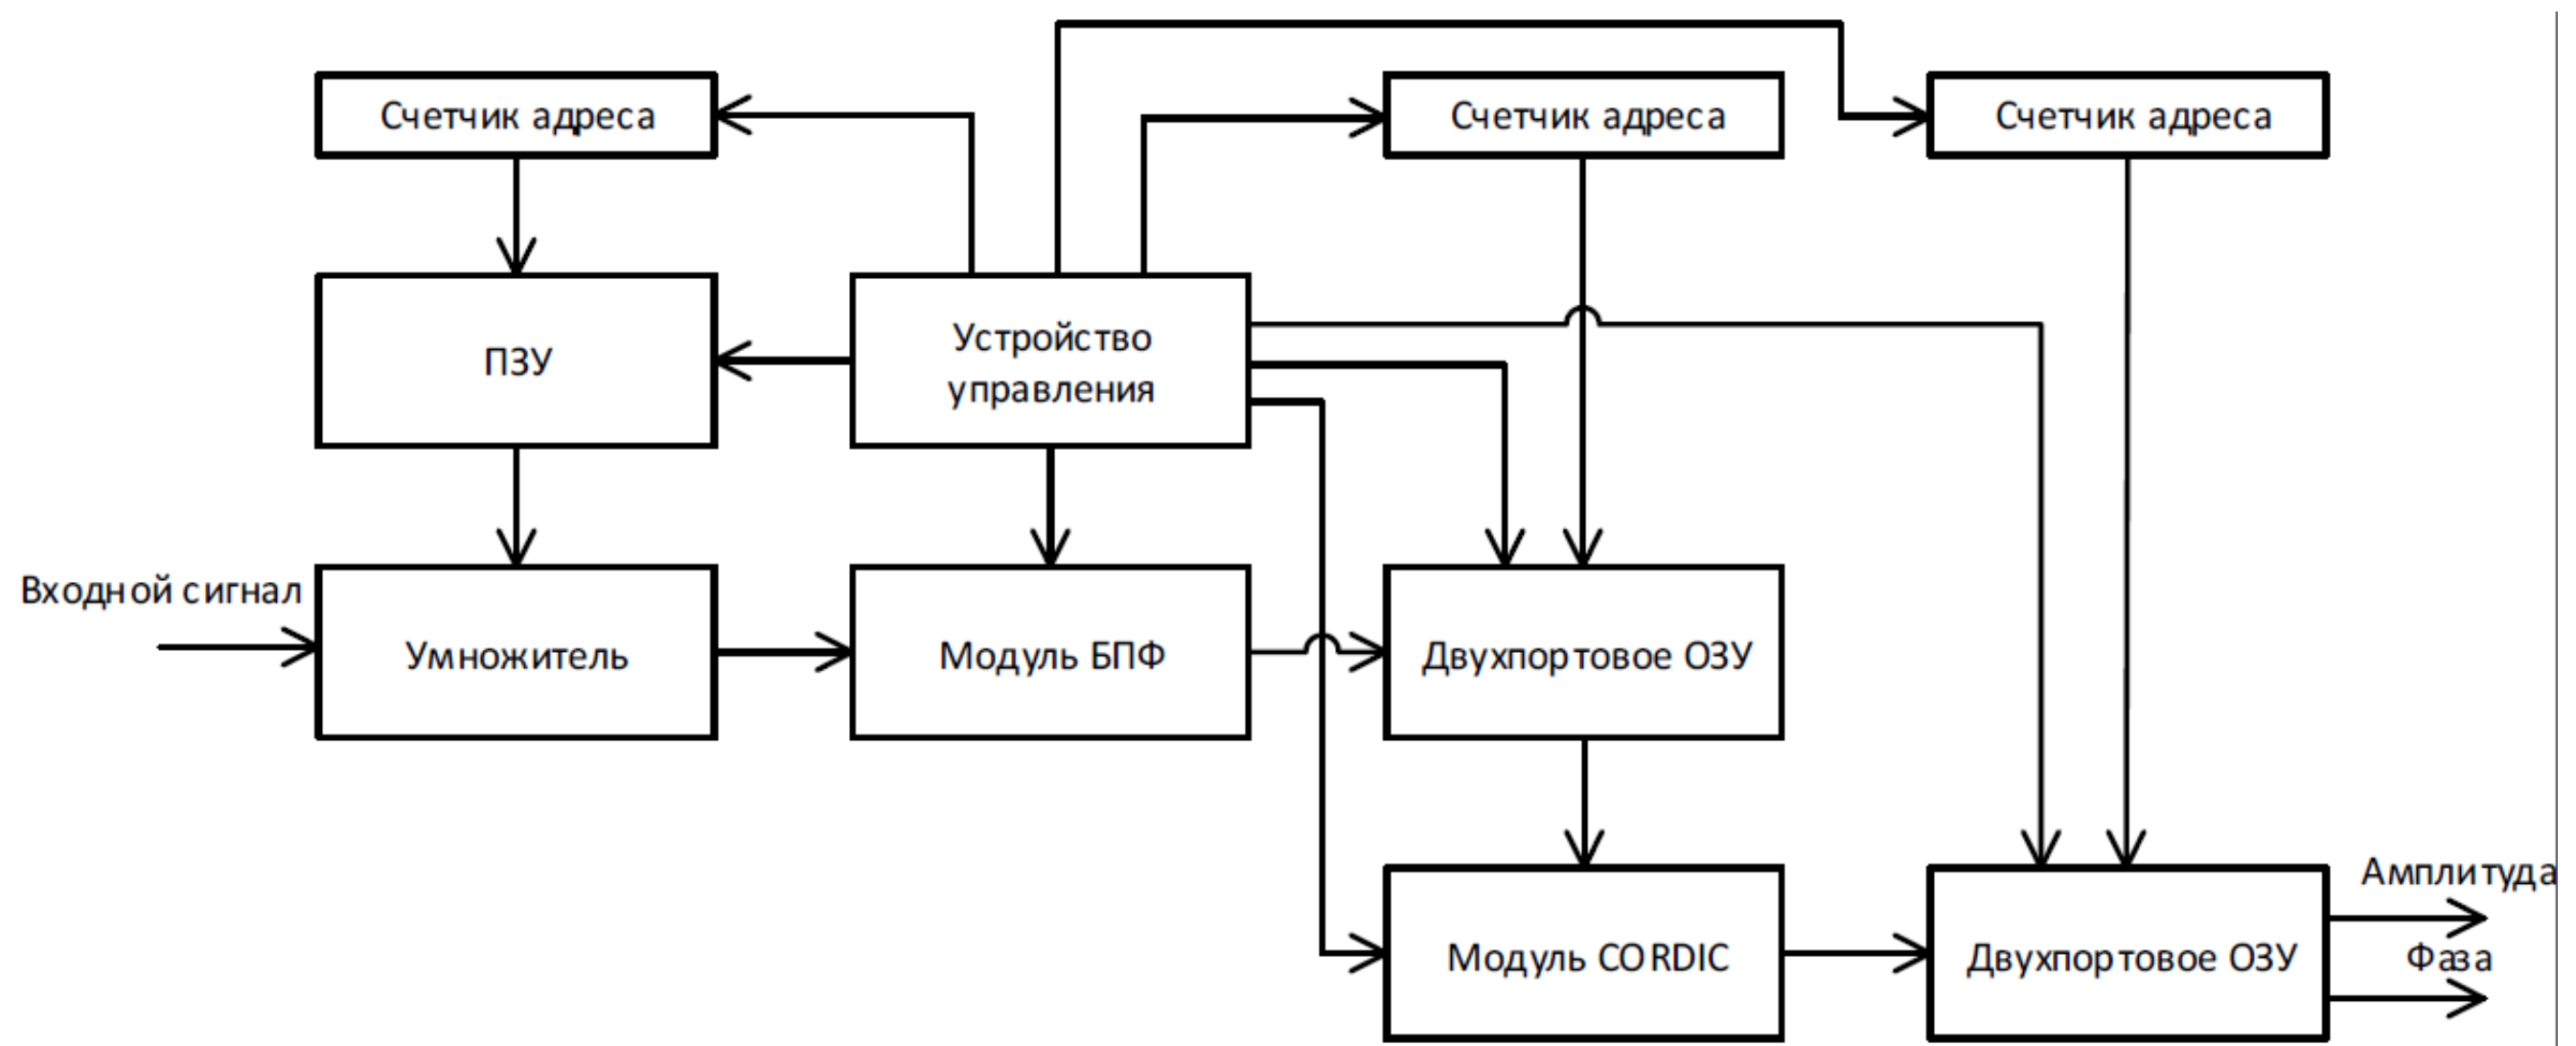 Счетчик адреса
Счетчик адреса
Счетчик адреса
ПЗУ
Устройство
управления
Входной сигнал
Умножитель
Модуль БПФ
Двухпортовое ОЗУ
Модуль CORDIC
Двухпортовое ОЗУ
Амплитуда
Фаза